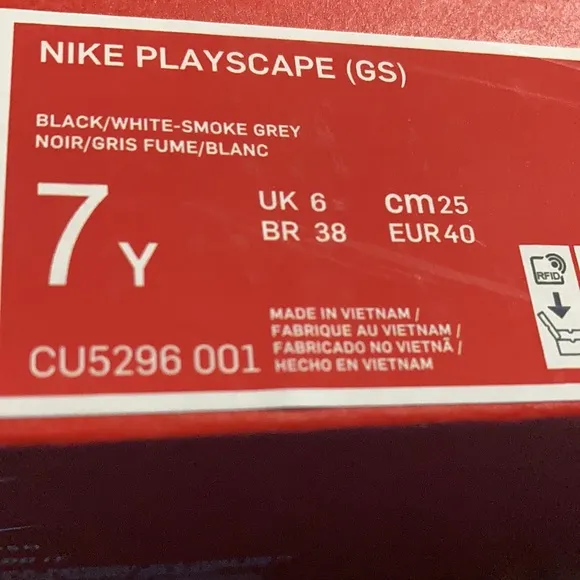 NIKE PLAYSCAPE (GS)
BLACK/WHITE-SMOKE GREY
NOIR/GRIS FUME/BLANC
7 Y
UK 6 cm 25
BR 38 EUR 40
RFID
MADE IN VIETNAM /
FABRIQUE AU VIETNAM /
FABRICADO NO VIETNÃ /
HECHO EN VIETNAM
CU5296 001